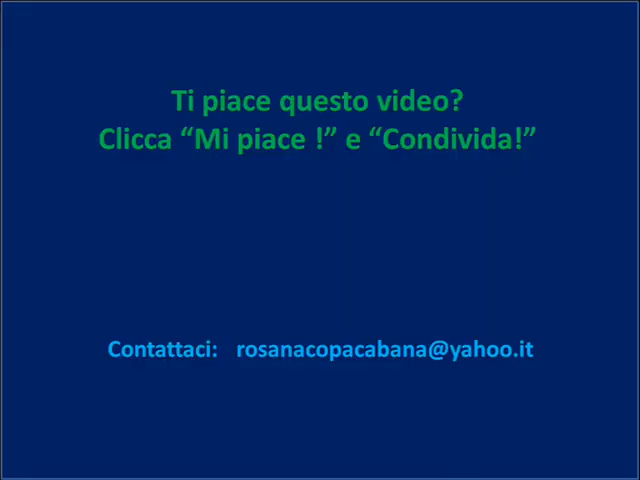 Ti piace questo video?
Clicca “Mi piace !” e “Condivida!”
Contattaci: rosanacopacabana@yahoo.it